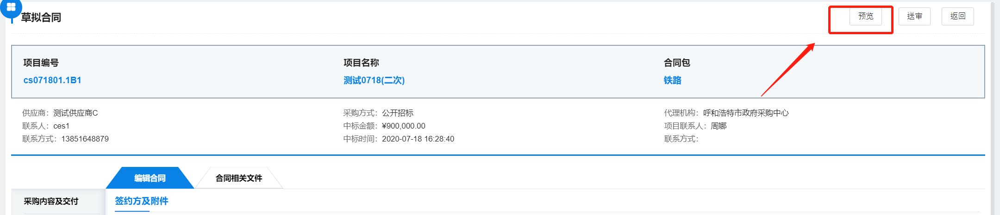 草拟合同
预览
送审
返回
项目编号
项目名称
合同包
cs071801.1B1
测试0718(二次)
铁路
供应商：测试供应商C
采购方式：公开招标
代理机构：呼和浩特市政府采购中心
联系人：ces1
中标金额：¥900,000.00
项目联系人：周娜
联系方式：13851648879
中标时间：2020-07-18 16:28:40
联系方式：
编辑合同
合同相关文件
采购内容及交付
签约方及附件